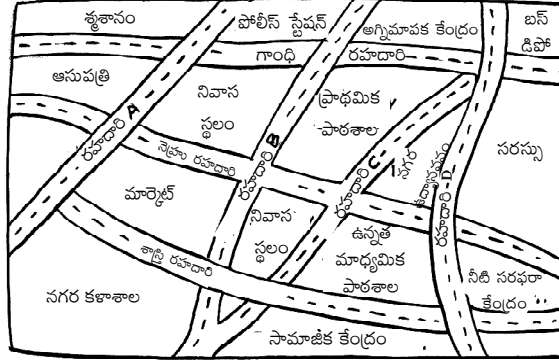 శ్మశానం
పోలీస్ స్టేషన్
అగ్నిమాపక కేంద్రం
బస్
డిపో
గాంధి రహదారి
ఆసుపత్రి
నివాస
స్థలం
ప్రాథమిక
పాఠశాల
నగర
సరస్సు
రహదారి A
రహదారి B
రహదారి C
రహదారి D
నెహ్రు రహదారి
మార్కెట్
నివాస
స్థలం
ఉన్నత
మాధ్యమిక
పాఠశాల
నీటి సరఫరా
కేంద్రం
శాస్త్రి రహదారి
నగర కళాశాల
సామాజిక కేంద్రం